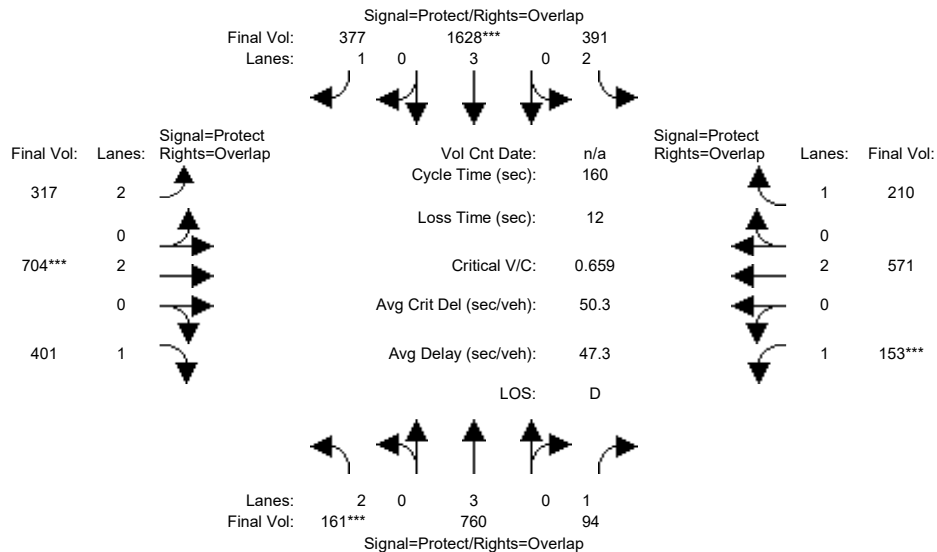 Signal=Protect/Rights=Overlap
Final Vol: 377 1628*** 391
Lanes: 1 0 3 0 2
Signal=Protect Signal=Protect
Final Vol: Lanes: Rights=Overlap Vol Cnt Date: n/a Rights=Overlap Lanes: Final Vol:
Cycle Time (sec): 160
317 2 1 210
Loss Time (sec): 12
0 0
704*** 2 Critical V/C: 0.659 2 571
0 Avg Crit Del (sec/veh): 50.3 0
401 1 Avg Delay (sec/veh): 47.3 1 153***
LOS: D
Lanes: 2 0 3 0 1
Final Vol: 161*** 760 94
Signal=Protect/Rights=Overlap